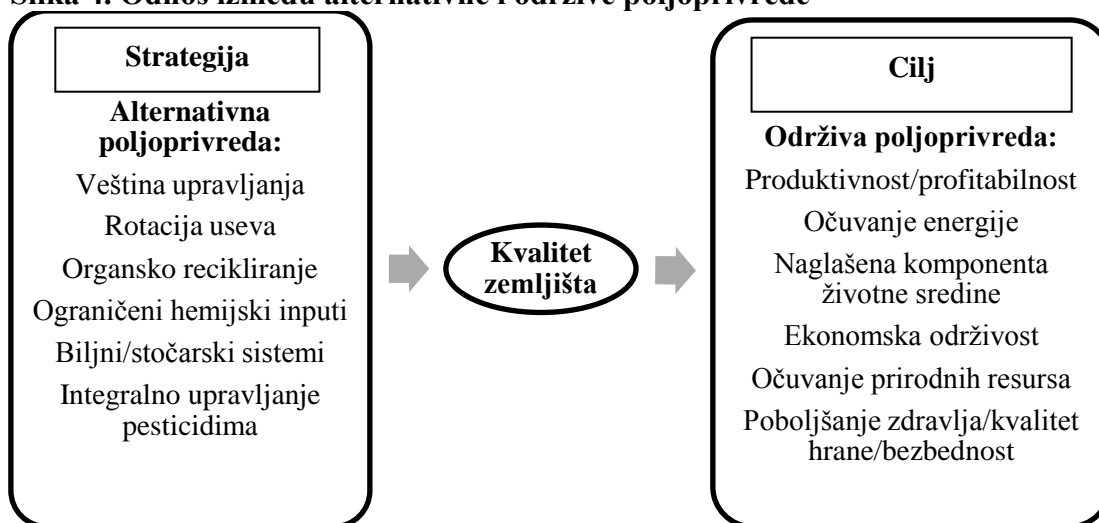 Slika 4. Odnos između alternativne i održive poljoprivrede
Strategija
Alternativna
poljoprivreda:
Veština upravljanja
Rotacija useva
Organsko recikliranje
Ograničeni hemijski inputi
Biljni/stočarski sistemi
Integralno upravljanje
pesticidima
Kvalitet
zemljišta
Cilj
Održiva poljoprivreda:
Produktivnost/profitabilnost
Očuvanje energije
Naglašena komponenta
životne sredine
Ekonomska održivost
Očuvanje prirodnih resursa
Poboljšanje zdravlja/kvalitet
hrane/bezbednost